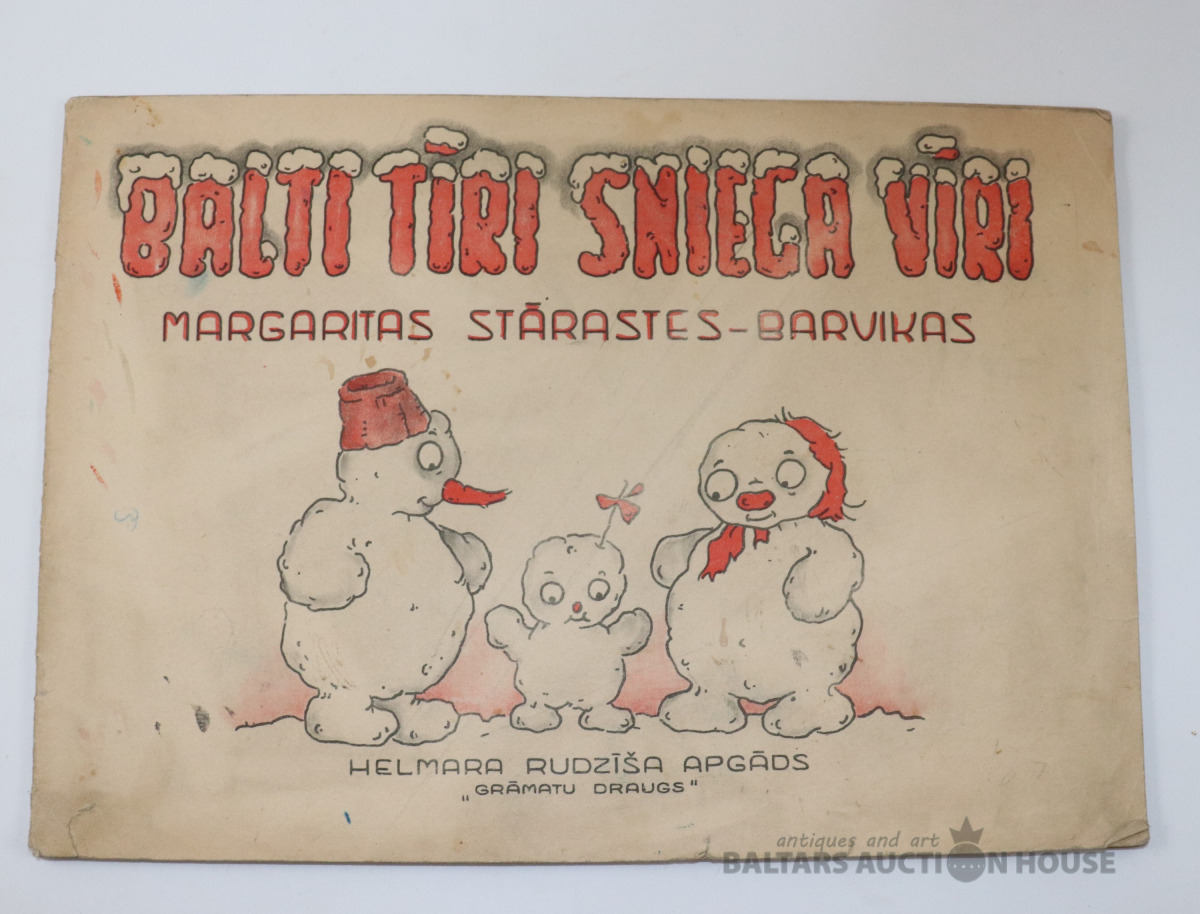 BALTI TĪRI SNIEGA VĪRI
MARGARITAS STĀRASTES-BARVIKAS
HELMARA RUDZĪŠA APGĀDS
"GRĀMATU DRAUGS"
antiques and art
BALTARS AUCTION HOUSE